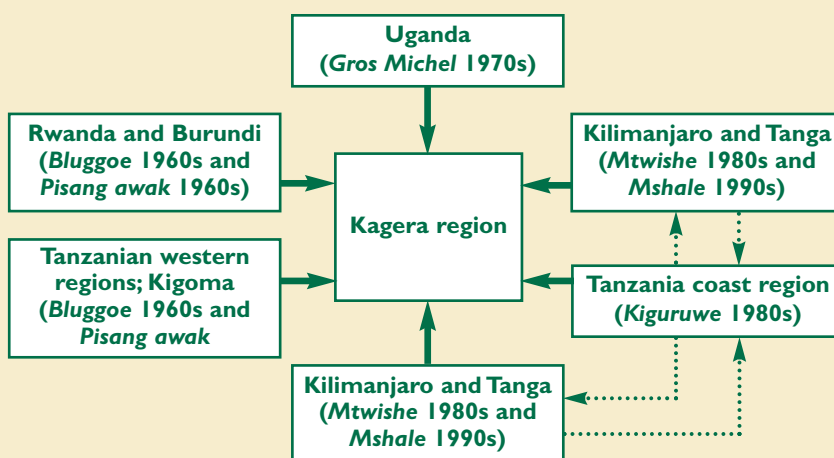 Uganda
(Gros Michel 1970s)
Rwanda and Burundi
(Bluggoe 1960s and
Pisang awak 1960s)
Kilimanjaro and Tanga
(Mtwishe 1980s and
Mshale 1990s)
Kagera region
Tanzanian western
regions; Kigoma
(Bluggoe 1960s and
Pisang awak
Tanzania coast region
(Kiguruwe 1980s)
Kilimanjaro and Tanga
(Mtwishe 1980s and
Mshale 1990s)